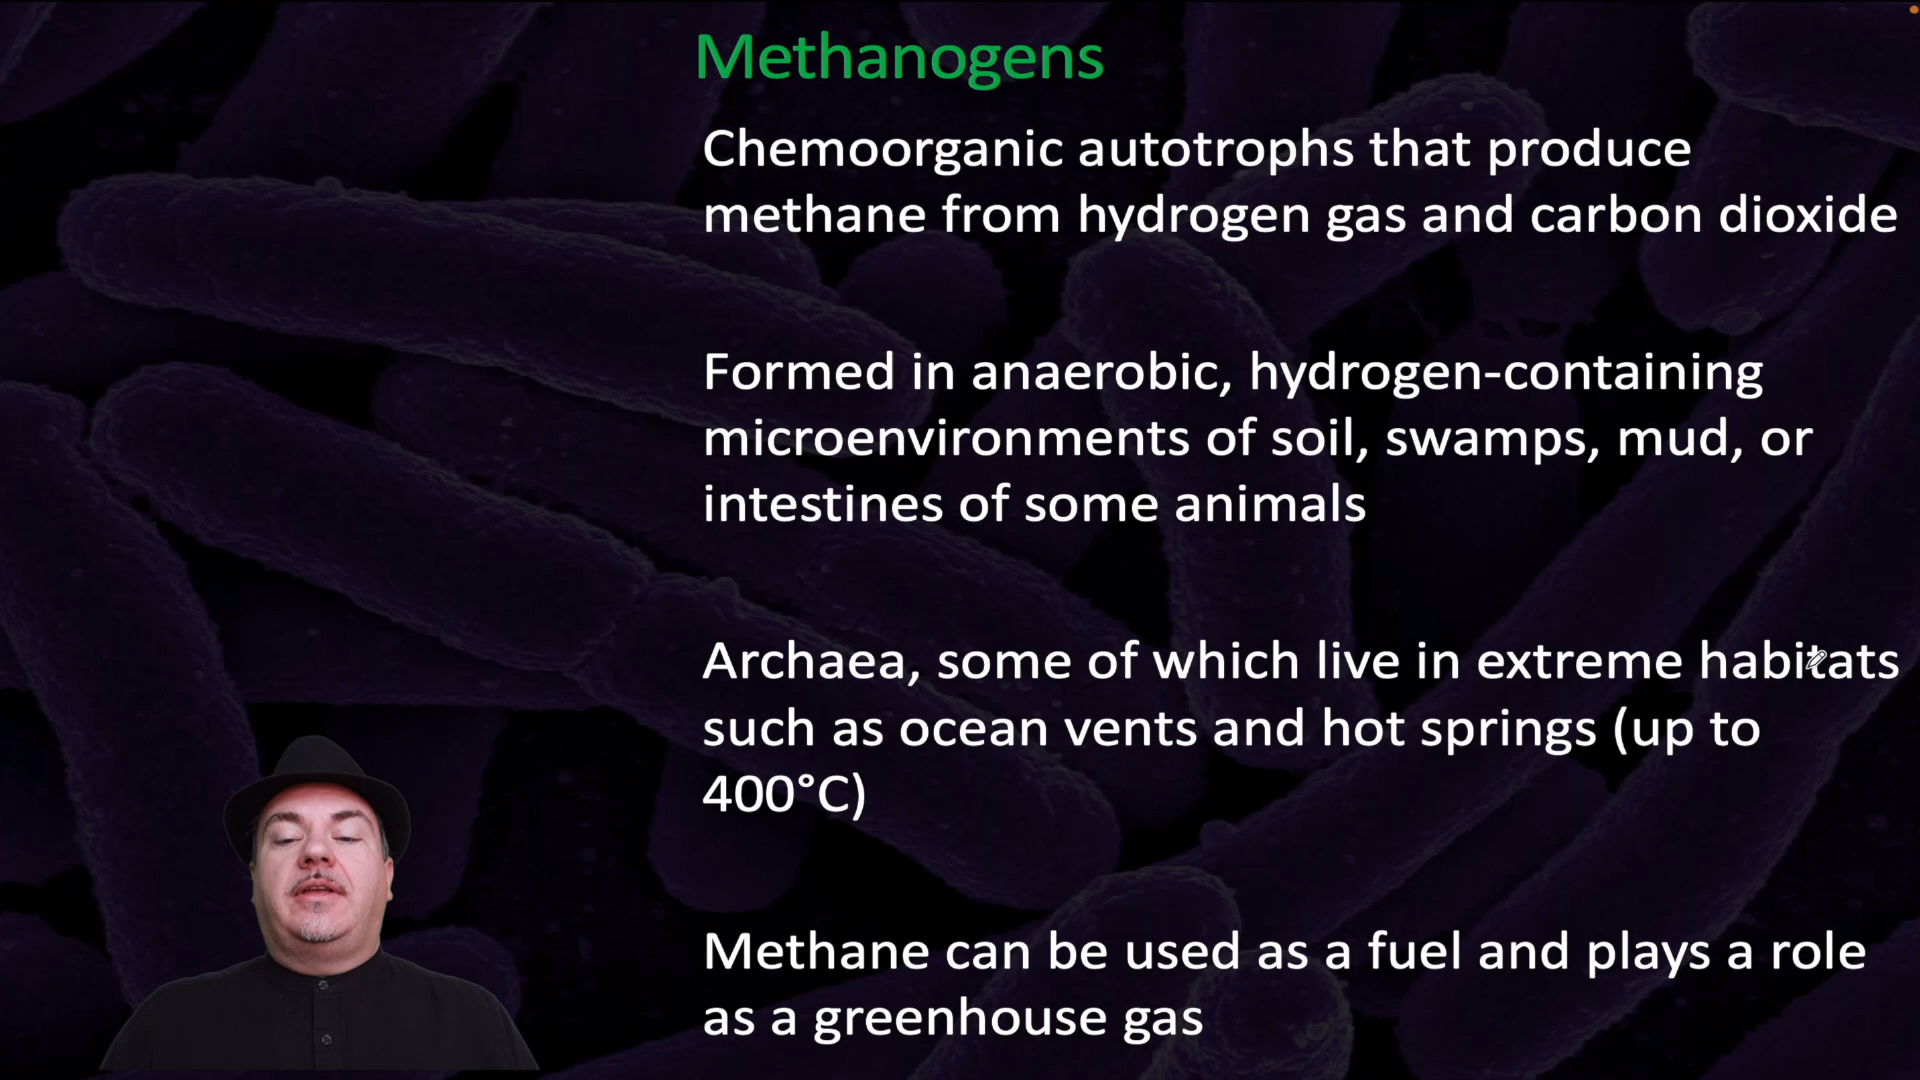 Methanogens
Chemoorganic autotrophs that produce
methane from hydrogen gas and carbon dioxide
Formed in anaerobic, hydrogen-containing
microenvironments of soil, swamps, mud, or
intestines of some animals
Archaea, some of which live in extreme habitats
such as ocean vents and hot springs (up to
400°C)
Methane can be used as a fuel and plays a role
as a greenhouse gas